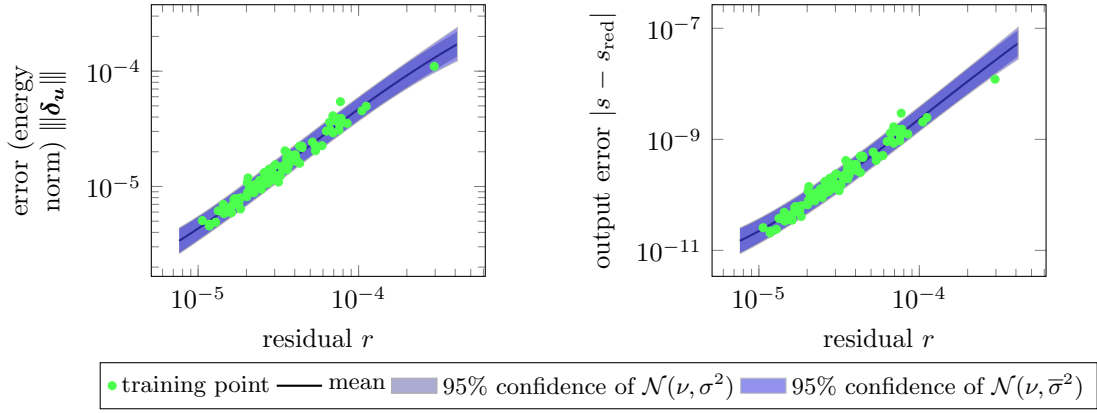 error (energy
norm) |||δ_u|||
10⁻⁴
10⁻⁵
10⁻⁵ 10⁻⁴
residual r
output error |s − s_red|
10⁻⁷
10⁻⁹
10⁻¹¹
10⁻⁵ 10⁻⁴
residual r
training point mean 95% confidence of 𝒩(ν, σ²) 95% confidence of 𝒩(ν, σ̅²)